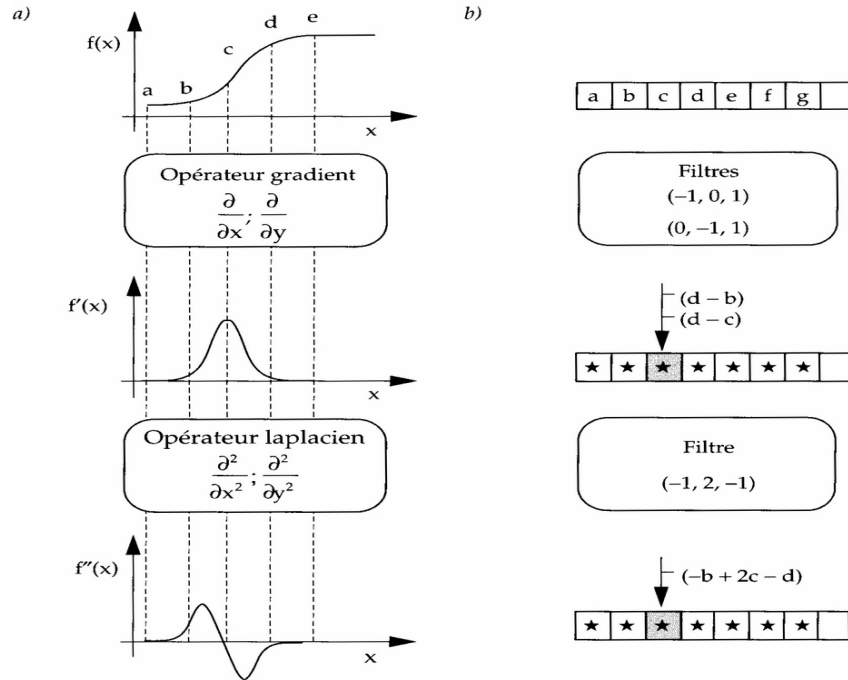 a)
f(x)
a b c d e
x
Opérateur gradient
∂/∂x ; ∂/∂y
f′(x)
x
Opérateur laplacien
∂²/∂x² ; ∂²/∂y²
f″(x)
x
b)
a b c d e f g
Filtres
(–1, 0, 1)
(0, –1, 1)
(d – b)
(d – c)
★ ★ ★ ★ ★ ★ ★
Filtre
(–1, 2, –1)
(–b + 2c – d)
★ ★ ★ ★ ★ ★ ★